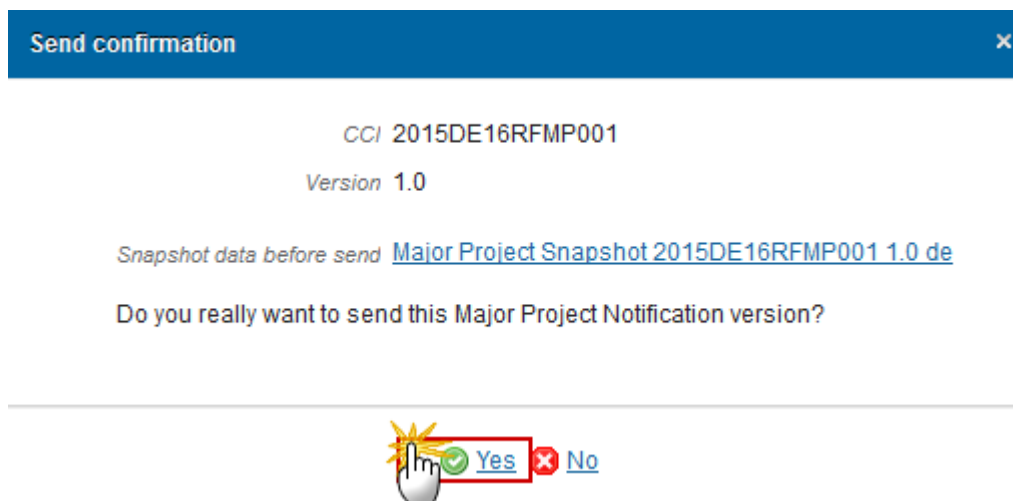 Send confirmation ×
CCI 2015DE16RFMP001
Version 1.0
Snapshot data before send Major Project Snapshot 2015DE16RFMP001 1.0 de
Do you really want to send this Major Project Notification version?
Yes No